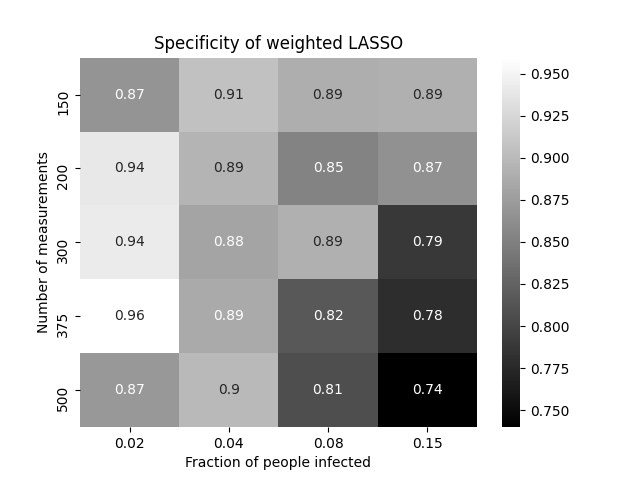 Specificity of weighted LASSO
Number of measurements
150 0.87 0.91 0.89 0.89
200 0.94 0.89 0.85 0.87
300 0.94 0.88 0.89 0.79
375 0.96 0.89 0.82 0.78
500 0.87 0.9 0.81 0.74
0.02 0.04 0.08 0.15
Fraction of people infected
0.950
0.925
0.900
0.875
0.850
0.825
0.800
0.775
0.750